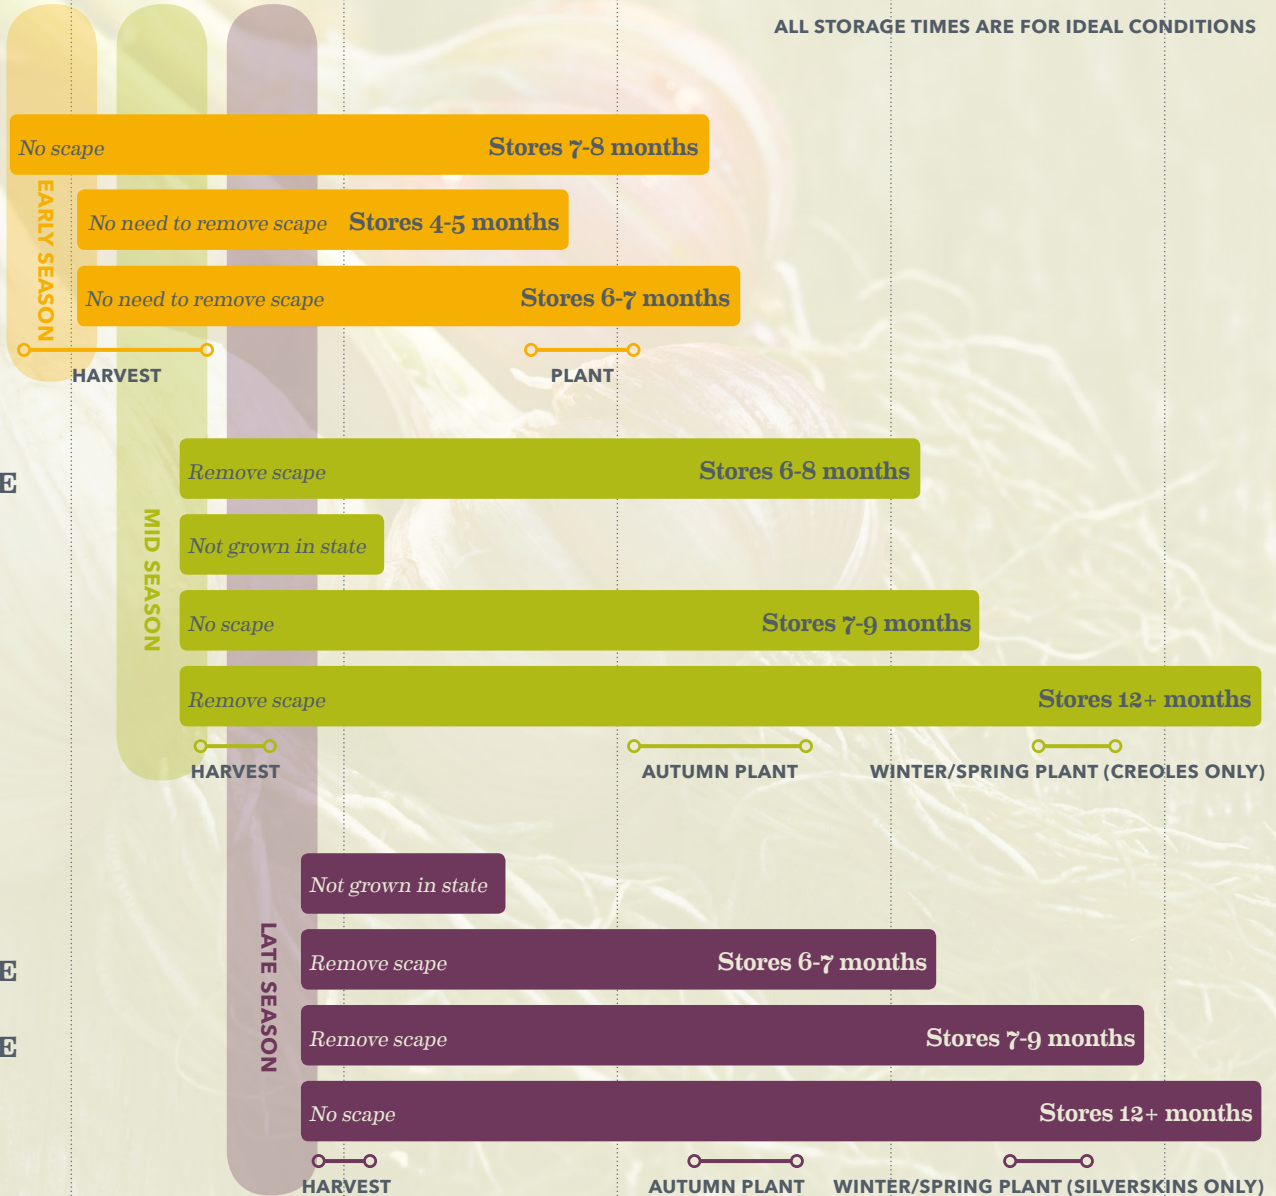 ALL STORAGE TIMES ARE FOR IDEAL CONDITIONS
EARLY SEASON
No scape Stores 7-8 months
No need to remove scape Stores 4-5 months
No need to remove scape Stores 6-7 months
HARVEST PLANT
MID SEASON
E
Remove scape Stores 6-8 months
Not grown in state
No scape Stores 7-9 months
Remove scape Stores 12+ months
HARVEST AUTUMN PLANT WINTER/SPRING PLANT (CREOLES ONLY)
LATE SEASON
Not grown in state
E
Remove scape Stores 6-7 months
E
Remove scape Stores 7-9 months
No scape Stores 12+ months
HARVEST AUTUMN PLANT WINTER/SPRING PLANT (SILVERSKINS ONLY)